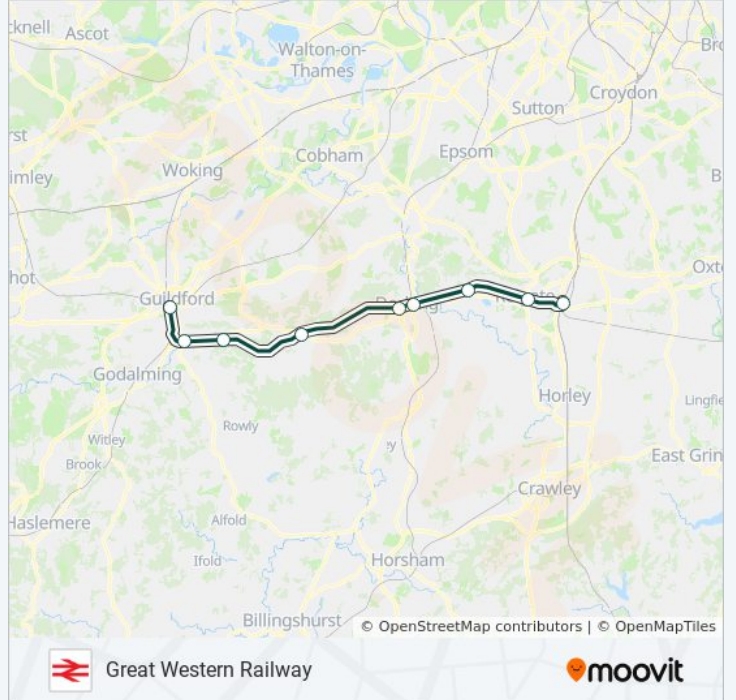 cknell
Ascot
Walton-on-
Thames
Bro
Croydon
Sutton
rst
Cobham
Epsom
Woking
imley
B
hot
Oxte
Guildford
Godalming
Horley
Lingfie
Rowly
Witley
ey
Brook
East Grin
Crawley
Haslemere
Alfold
Ifold
Horsham
Billingshurst
© OpenStreetMap contributors | © OpenMapTiles
Great Western Railway
moovit